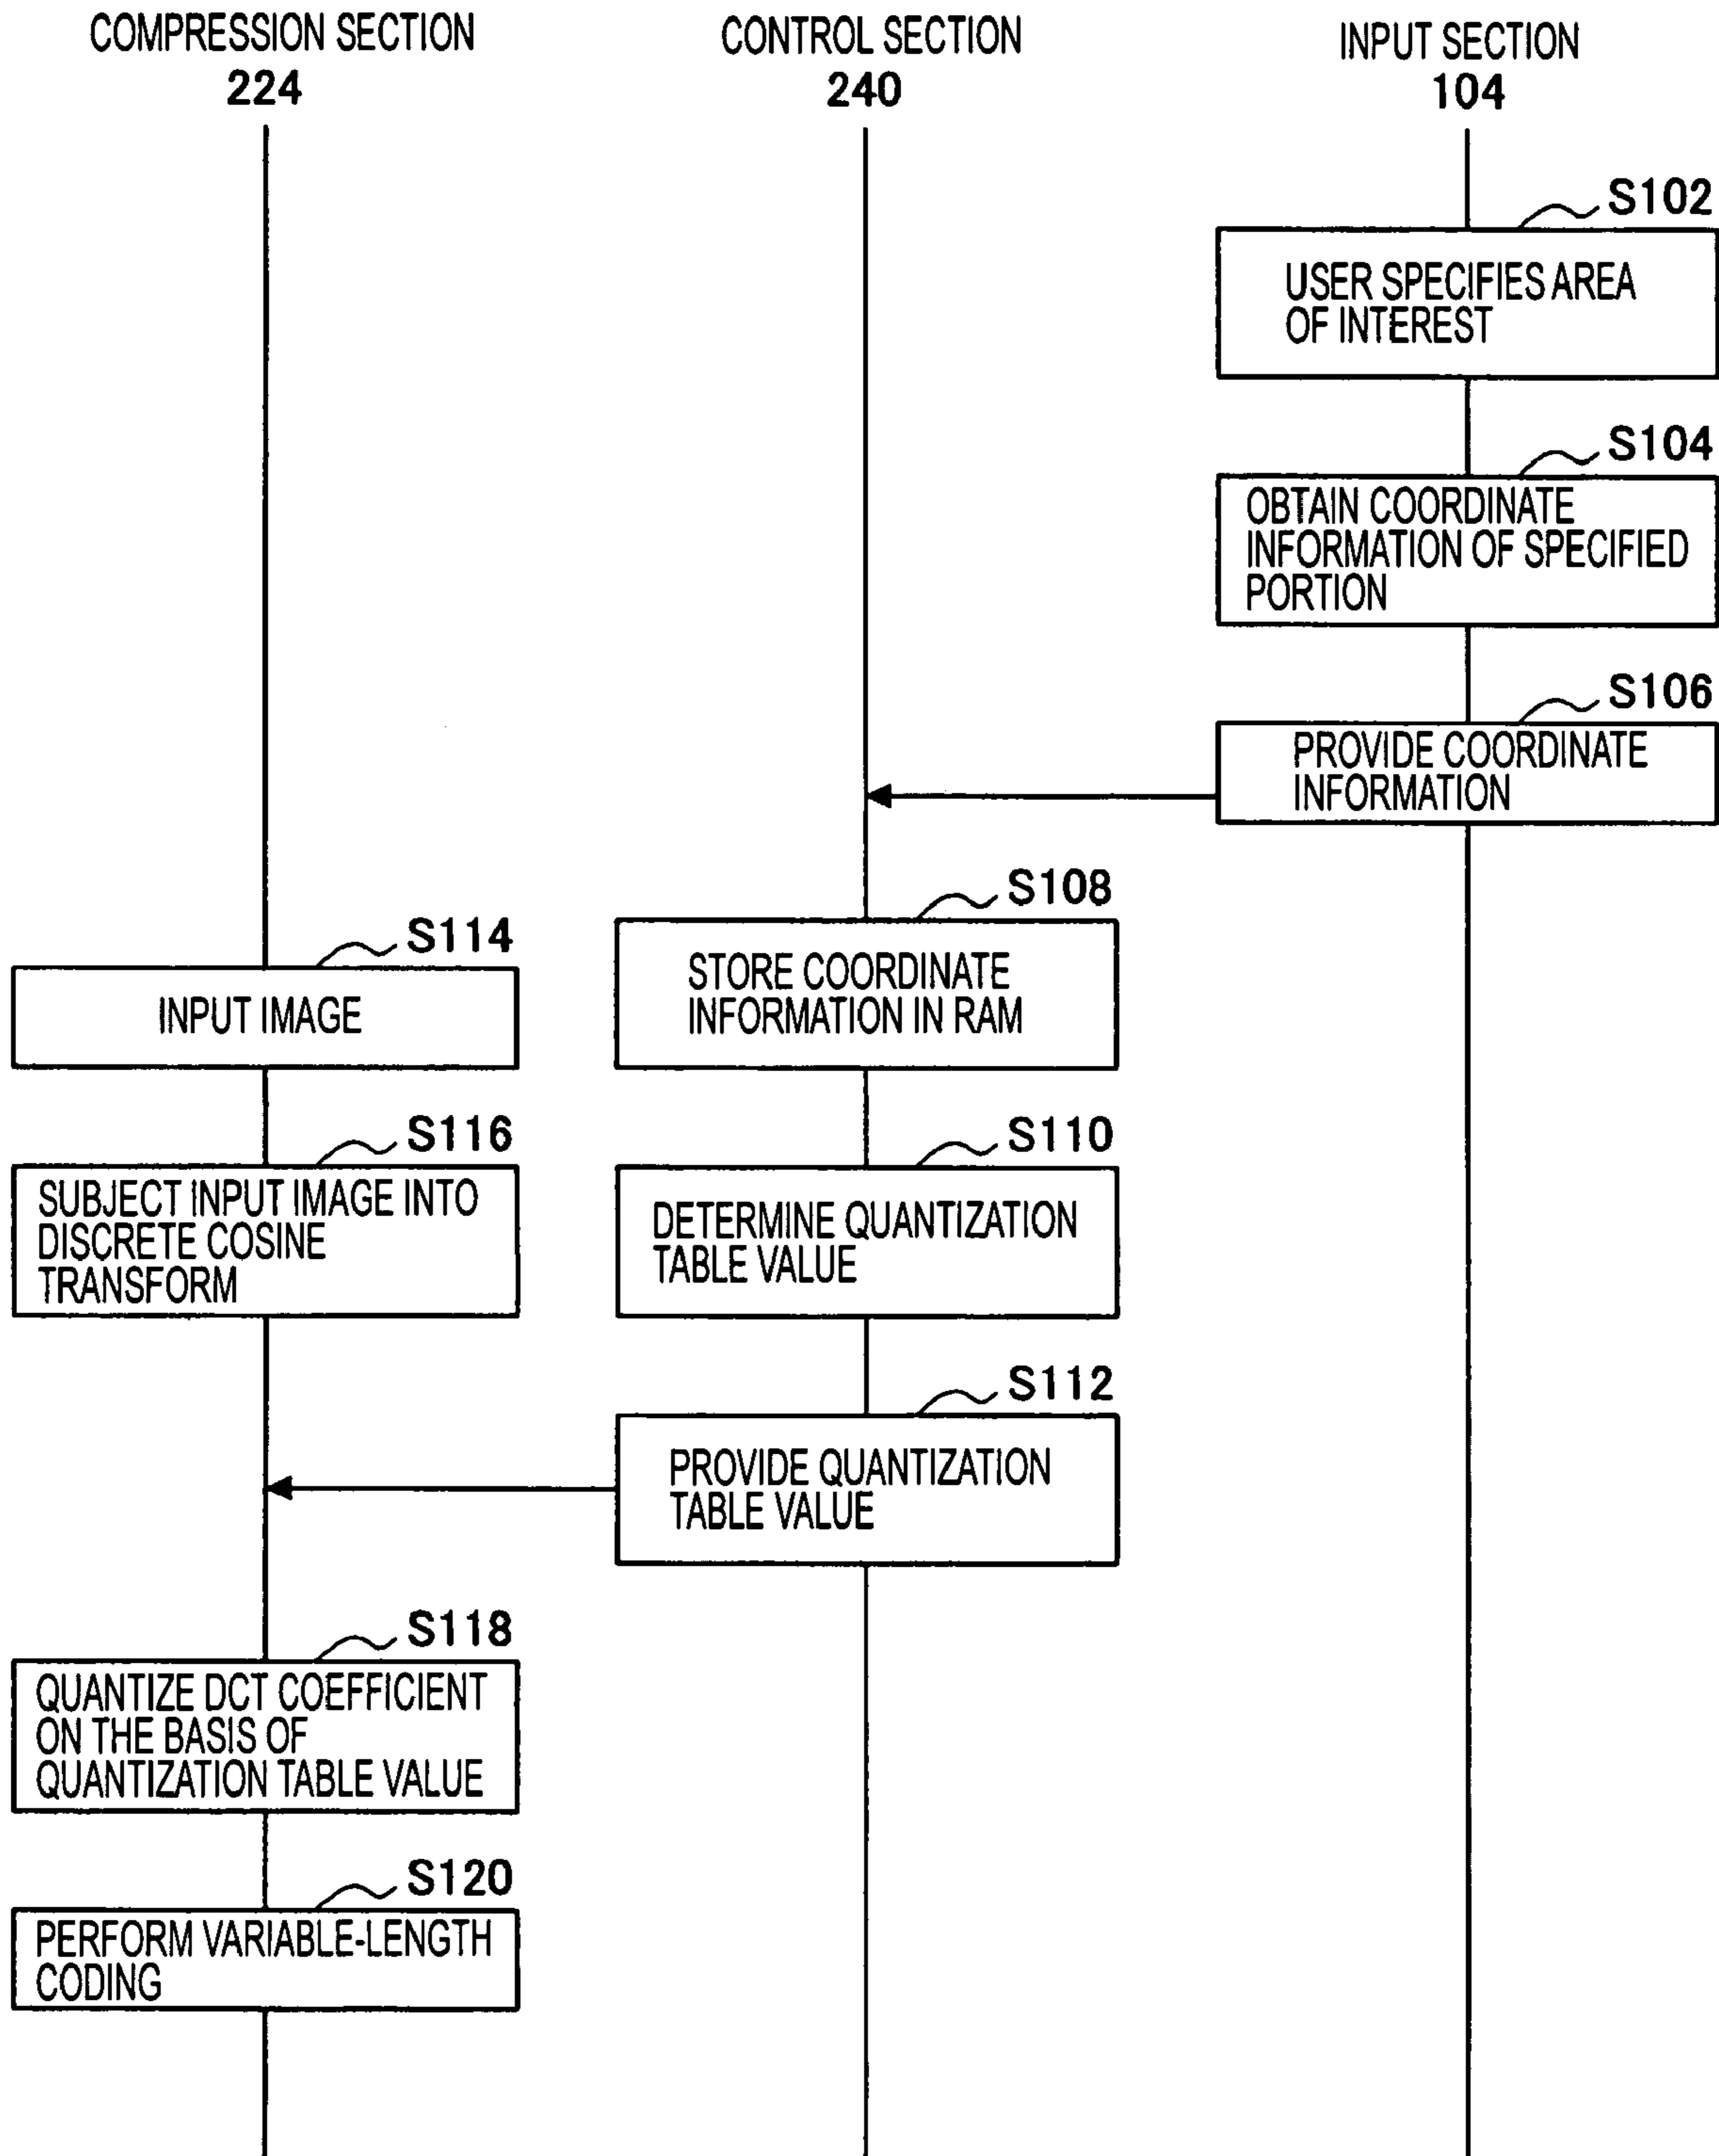 COMPRESSION SECTION
224
CONTROL SECTION
240
INPUT SECTION
104
S102
USER SPECIFIES AREA
OF INTEREST
S104
OBTAIN COORDINATE
INFORMATION OF SPECIFIED
PORTION
S106
PROVIDE COORDINATE
INFORMATION
S108
STORE COORDINATE
INFORMATION IN RAM
S114
INPUT IMAGE
S110
DETERMINE QUANTIZATION
TABLE VALUE
S116
SUBJECT INPUT IMAGE INTO
DISCRETE COSINE
TRANSFORM
S112
PROVIDE QUANTIZATION
TABLE VALUE
S118
QUANTIZE DCT COEFFICIENT
ON THE BASIS OF
QUANTIZATION TABLE VALUE
S120
PERFORM VARIABLE-LENGTH
CODING